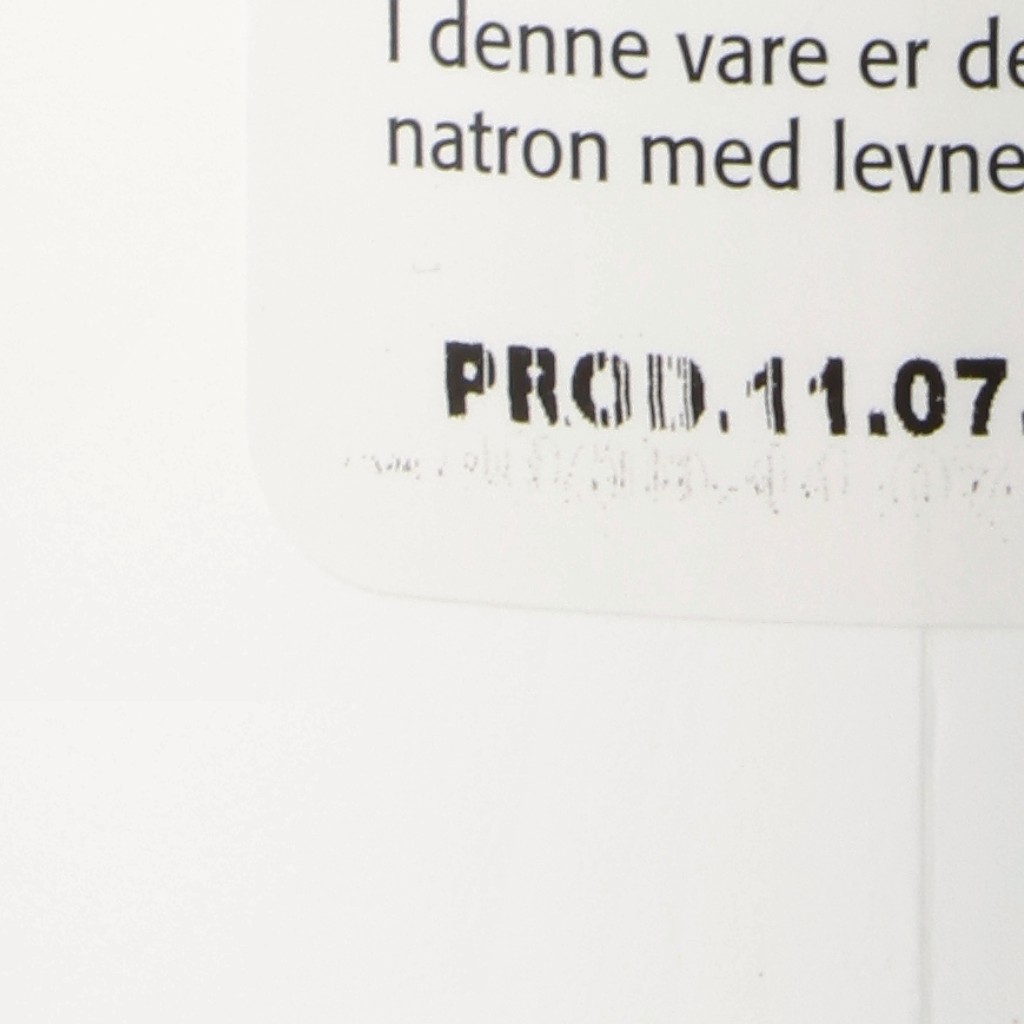 I denne vare er de
natron med levne
PROD.11.07.